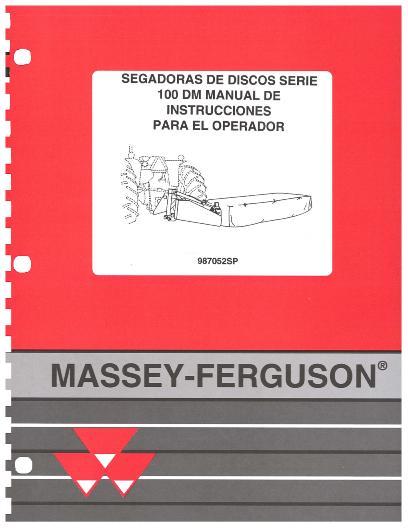 SEGADORAS DE DISCOS SERIE
100 DM MANUAL DE
INSTRUCCIONES
PARA EL OPERADOR
987052SP
MASSEY-FERGUSON®